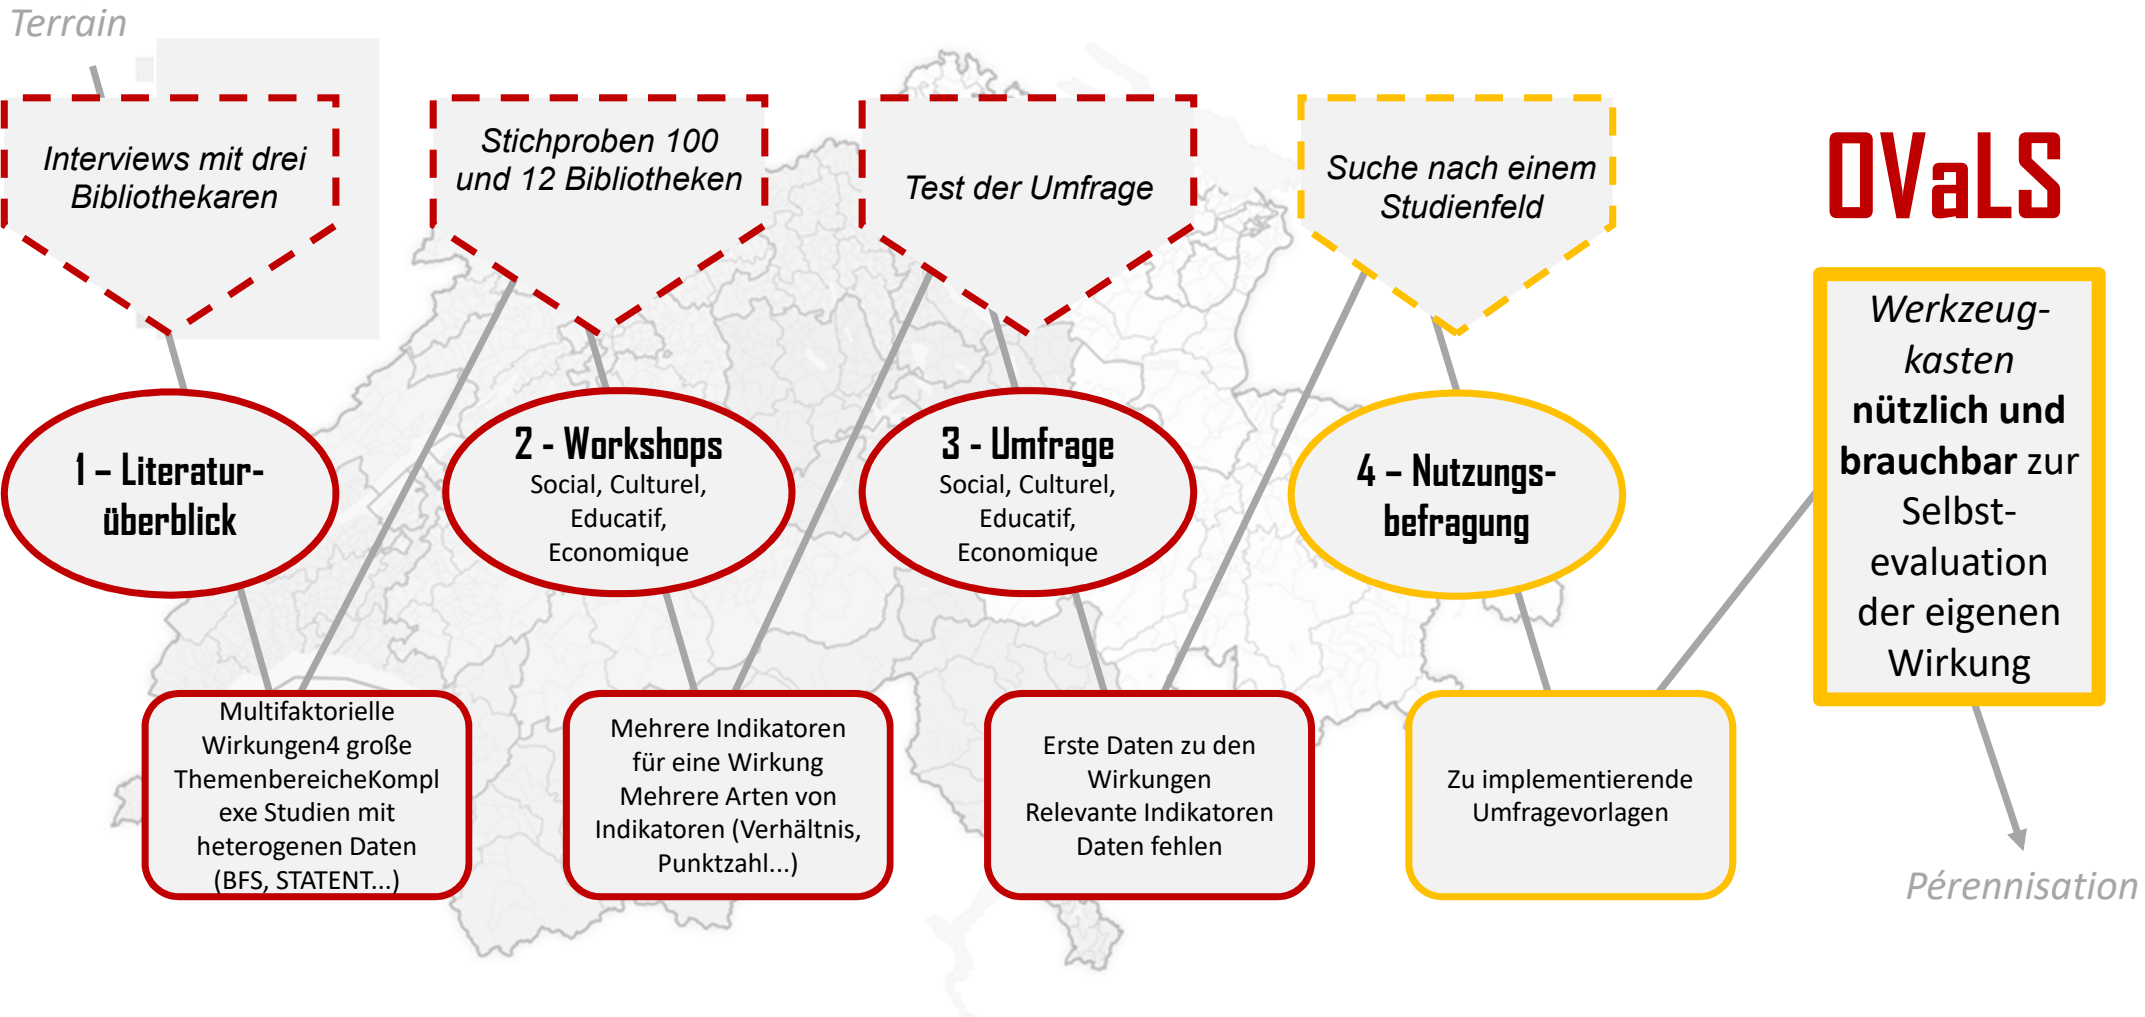 Terrain
Interviews mit drei
Bibliothekaren
Stichproben 100
und 12 Bibliotheken
Test der Umfrage
Suche nach einem
Studienfeld
OVaLS
1 – Literatur-
überblick
2 - Workshops
Social, Culturel,
Educatif,
Economique
3 - Umfrage
Social, Culturel,
Educatif,
Economique
4 – Nutzungs-
befragung
Werkzeug-
kasten
nützlich und
brauchbar zur
Selbst-
evaluation
der eigenen
Wirkung
Multifaktorielle
Wirkungen4 große
ThemenbereicheKompl
exe Studien mit
heterogenen Daten
(BFS, STATENT...)
Mehrere Indikatoren
für eine Wirkung
Mehrere Arten von
Indikatoren (Verhältnis,
Punktzahl...)
Erste Daten zu den
Wirkungen
Relevante Indikatoren
Daten fehlen
Zu implementierende
Umfragevorlagen
Pérennisation